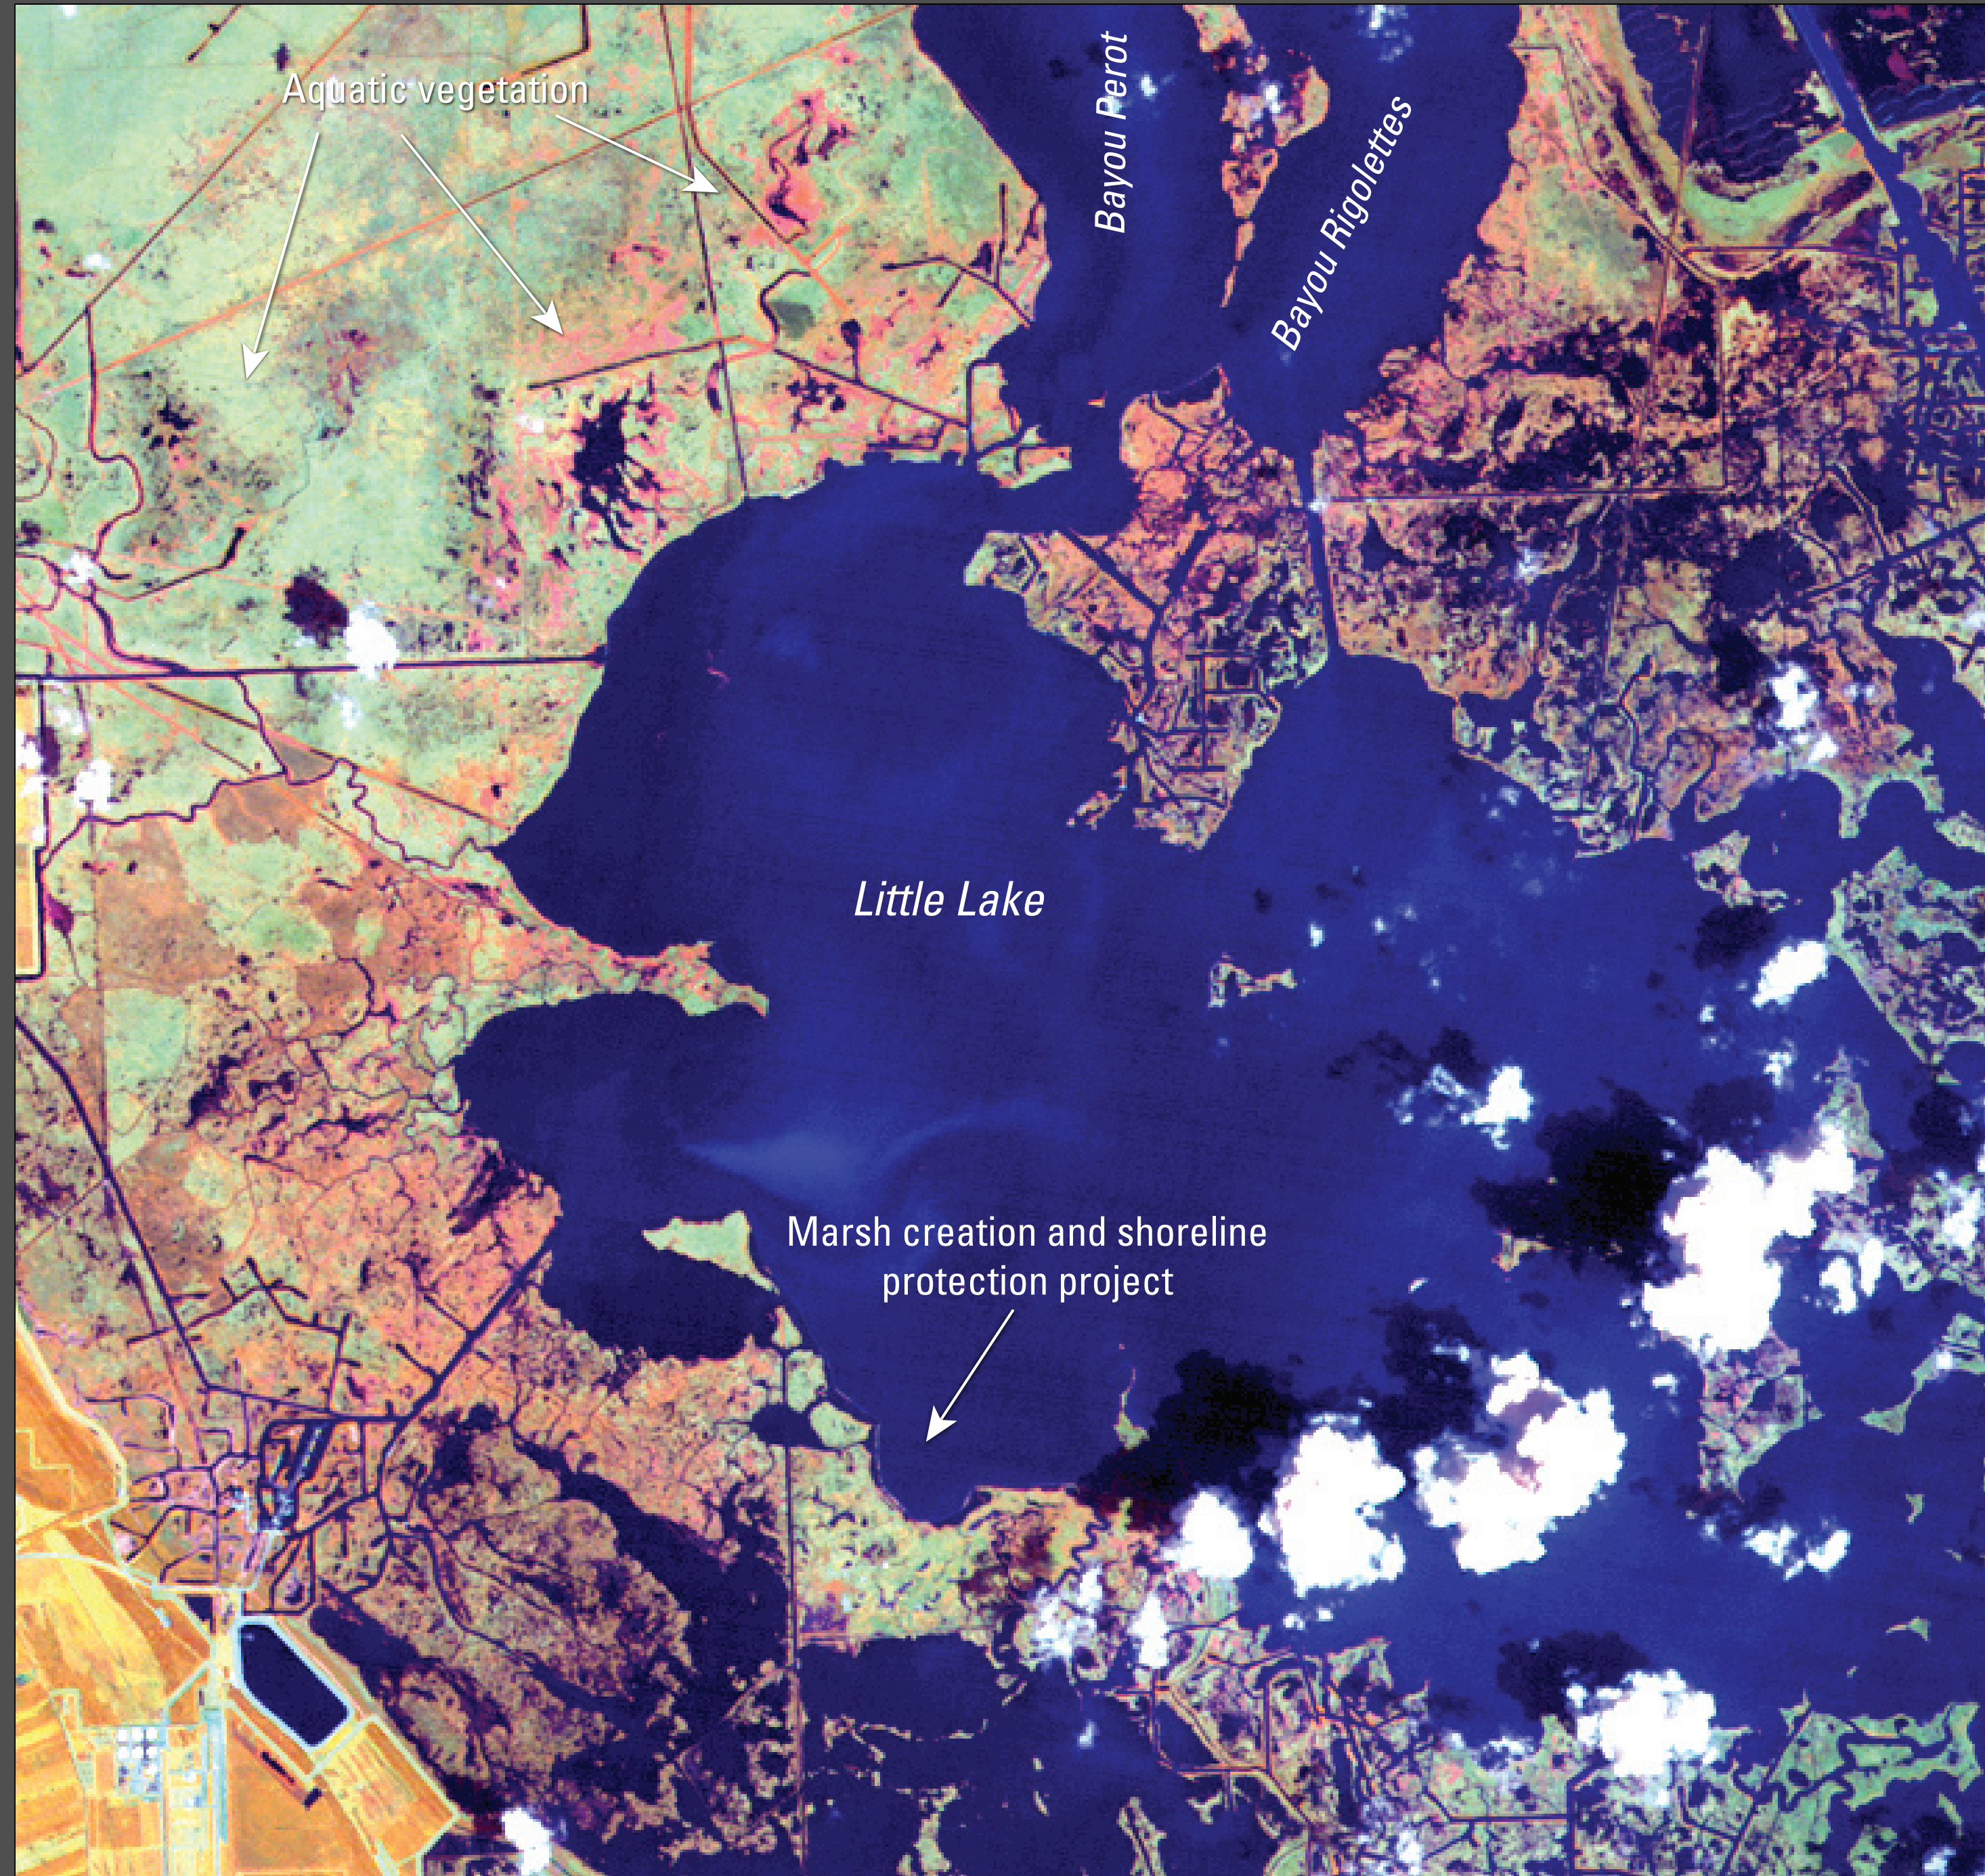 Aquatic vegetation
Bayou Perot
Bayou Rigolettes
Little Lake
Marsh creation and shoreline
protection project